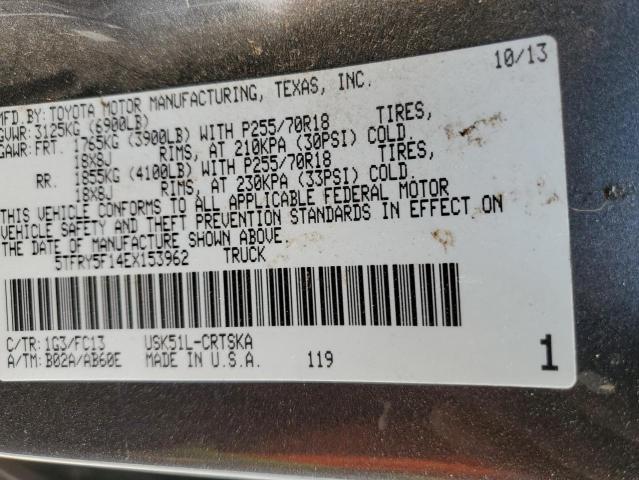 MFD. BY: TOYOTA MOTOR MANUFACTURING, TEXAS, INC. 10/13
GVWR: 3125KG (6900LB)
GAWR: FRT. 1765KG (3900LB) WITH P255/70R18 TIRES,
18X8J RIMS, AT 210KPA (30PSI) COLD.
RR. 1855KG (4100LB) WITH P255/70R18 TIRES,
18X8J RIMS, AT 230KPA (33PSI) COLD.
THIS VEHICLE CONFORMS TO ALL APPLICABLE FEDERAL MOTOR
VEHICLE SAFETY AND THEFT PREVENTION STANDARDS IN EFFECT ON
THE DATE OF MANUFACTURE SHOWN ABOVE.
5TFRY5F14EX153962 TRUCK
C/TR: 1G3/FC13 USK51L-CRTSKA
A/TM: B02A/AB60E MADE IN U.S.A. 119 1